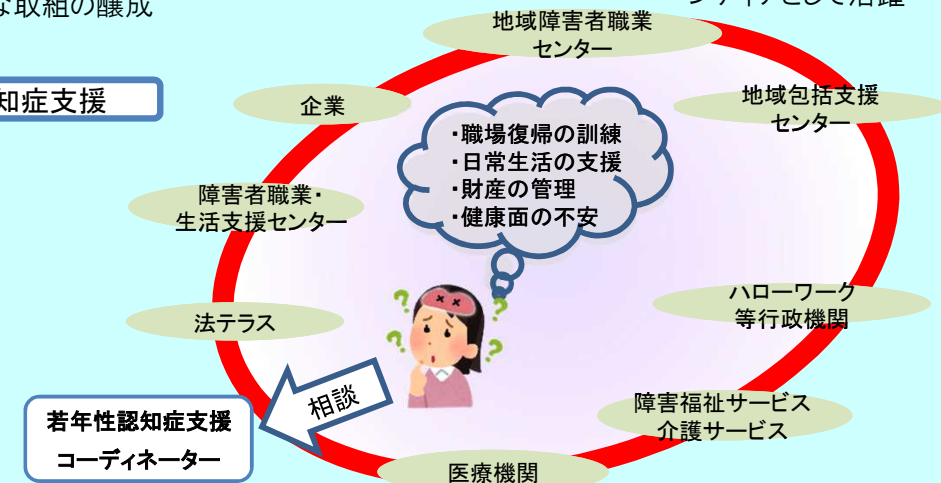 な取組の醸成
知症支援
地域障害者職業
センター
企業
地域包括支援
センター
・職場復帰の訓練
・日常生活の支援
・財産の管理
・健康面の不安
障害者職業・
生活支援センター
ハローワーク
等行政機関
法テラス
相談
若年性認知症支援
コーディネーター
障害福祉サービス
介護サービス
医療機関